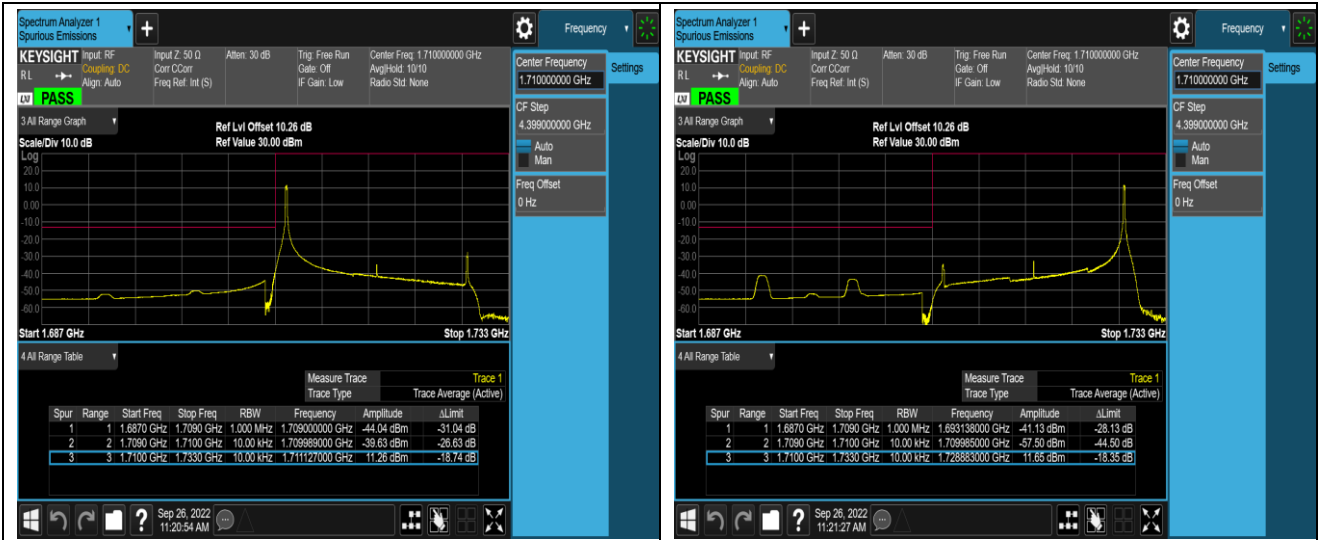 Spectrum Analyzer 1
Spurious Emissions
+
Frequency
KEYSIGHT
RL
LXI
PASS
Input: RF
Coupling: DC
Align: Auto
Input Z: 50 Ω
Corr CCorr
Freq Ref: Int (S)
Atten: 30 dB
Trig: Free Run
Gate: Off
IF Gain: Low
Center Freq: 1.710000000 GHz
Avg|Hold: 10/10
Radio Std: None
Center Frequency
1.710000000 GHz
Settings
CF Step
4.399000000 GHz
Auto
Man
Freq Offset
0 Hz
3 All Range Graph
Scale/Div 10.0 dB
Ref Lvl Offset 10.26 dB
Ref Value 30.00 dBm
Log
20.0
10.0
0.00
-10.0
-20.0
-30.0
-40.0
-50.0
-60.0
Start 1.687 GHz
Stop 1.733 GHz
4 All Range Table
Measure Trace Trace 1
Trace Type Trace Average (Active)
Spur Range Start Freq Stop Freq RBW Frequency Amplitude ΔLimit
1 1 1.6870 GHz 1.7090 GHz 1.000 MHz 1.709000000 GHz -44.04 dBm -31.04 dB
2 2 1.7090 GHz 1.7100 GHz 10.00 kHz 1.709989000 GHz -39.63 dBm -26.63 dB
3 3 1.7100 GHz 1.7330 GHz 10.00 kHz 1.711127000 GHz 11.26 dBm -18.74 dB
?
Sep 26, 2022
11:20:54 AM
Spectrum Analyzer 1
Spurious Emissions
+
Frequency
KEYSIGHT
RL
LXI
PASS
Input: RF
Coupling: DC
Align: Auto
Input Z: 50 Ω
Corr CCorr
Freq Ref: Int (S)
Atten: 30 dB
Trig: Free Run
Gate: Off
IF Gain: Low
Center Freq: 1.710000000 GHz
Avg|Hold: 10/10
Radio Std: None
Center Frequency
1.710000000 GHz
Settings
CF Step
4.399000000 GHz
Auto
Man
Freq Offset
0 Hz
3 All Range Graph
Scale/Div 10.0 dB
Ref Lvl Offset 10.26 dB
Ref Value 30.00 dBm
Log
20.0
10.0
0.00
-10.0
-20.0
-30.0
-40.0
-50.0
-60.0
Start 1.687 GHz
Stop 1.733 GHz
4 All Range Table
Measure Trace Trace 1
Trace Type Trace Average (Active)
Spur Range Start Freq Stop Freq RBW Frequency Amplitude ΔLimit
1 1 1.6870 GHz 1.7090 GHz 1.000 MHz 1.693138000 GHz -41.13 dBm -28.13 dB
2 2 1.7090 GHz 1.7100 GHz 10.00 kHz 1.709985000 GHz -57.50 dBm -44.50 dB
3 3 1.7100 GHz 1.7330 GHz 10.00 kHz 1.728883000 GHz 11.65 dBm -18.35 dB
?
Sep 26, 2022
11:21:27 AM